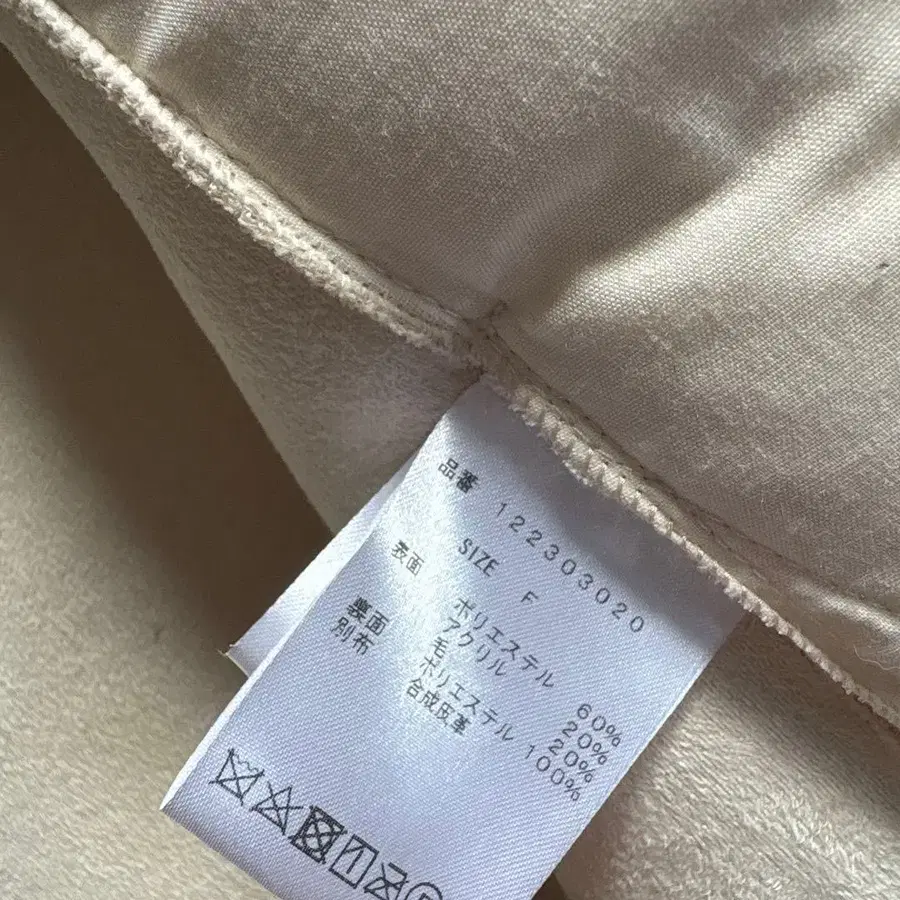 品番 122303020
SIZE F
表面 ポリエステル 60%
アクリル 20%
毛 20%
裏面 ポリエステル 100%
別布 合成皮革